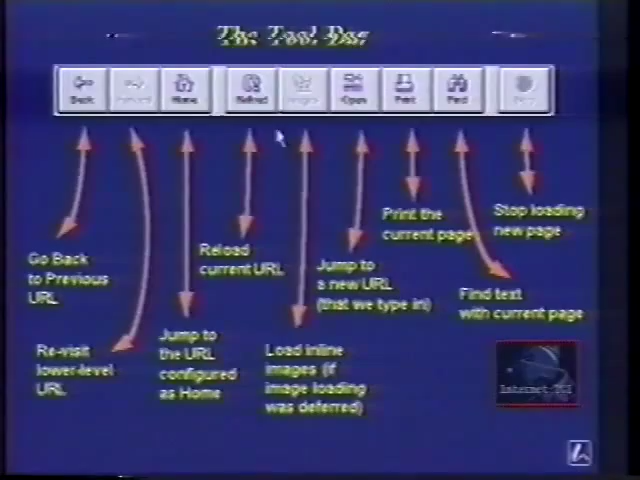 The Tool Bar
Back
Forward
Home
Reload
Images
Open
Print
Find
Stop
Go Back
to Previous
URL
Re-visit
lower-level
URL
Jump to
the URL
configured
as Home
Reload
current URL
Load inline
images (if
image loading
was deferred)
Jump to
a new URL
(that we type in)
Print the
current page
Find text
with current page
Stop loading
new page
Internet